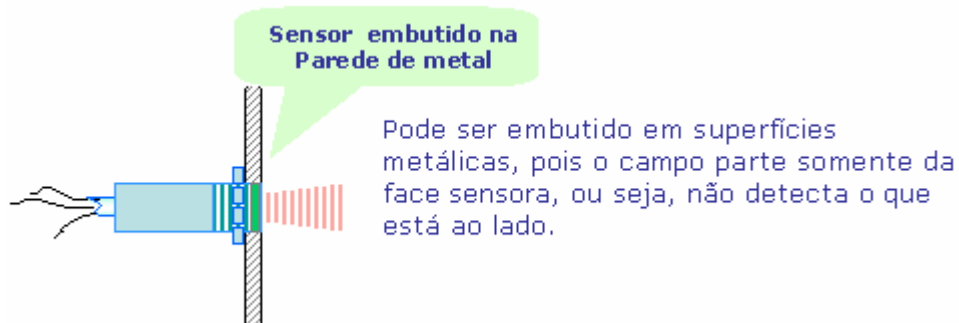 Sensor embutido na
Parede de metal
Pode ser embutido em superfícies
metálicas, pois o campo parte somente da
face sensora, ou seja, não detecta o que
está ao lado.